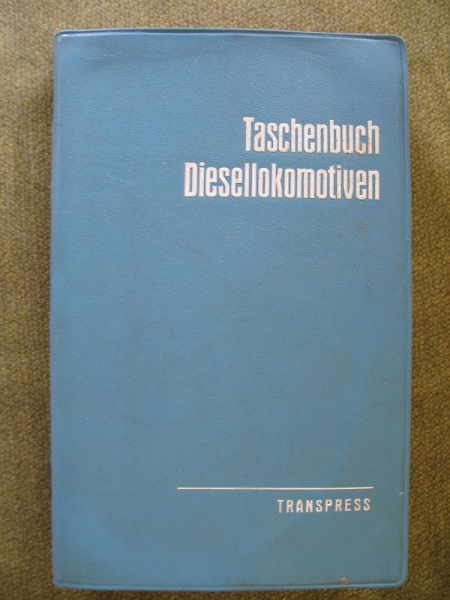 Taschenbuch
Diesellokomotiven
TRANSPRESS